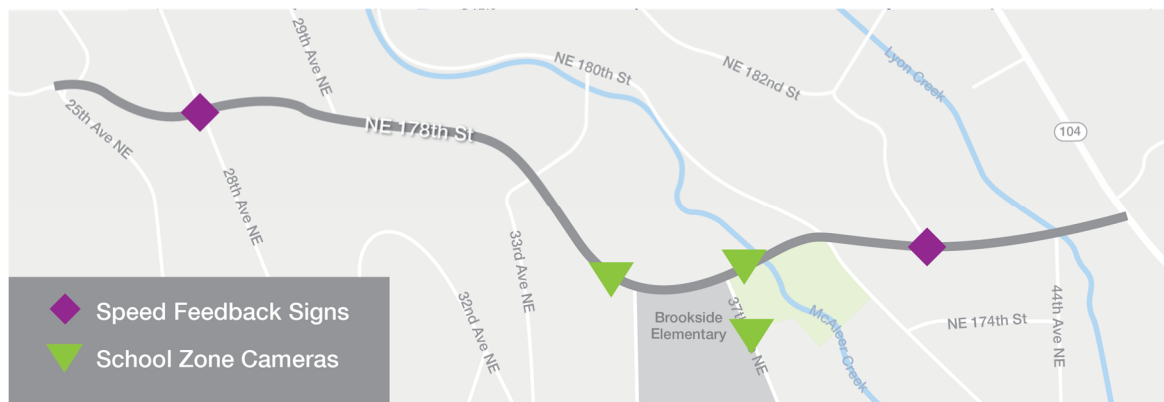 29th Ave NE
NE 180th St
NE 182nd St
Lyon Creek
25th Ave NE
NE 178th St
104
28th Ave NE
33rd Ave NE
32nd Ave NE
Brookside
Elementary
37th NE
McAleer Creek
NE 174th St
44th Ave NE
Speed Feedback Signs
School Zone Cameras